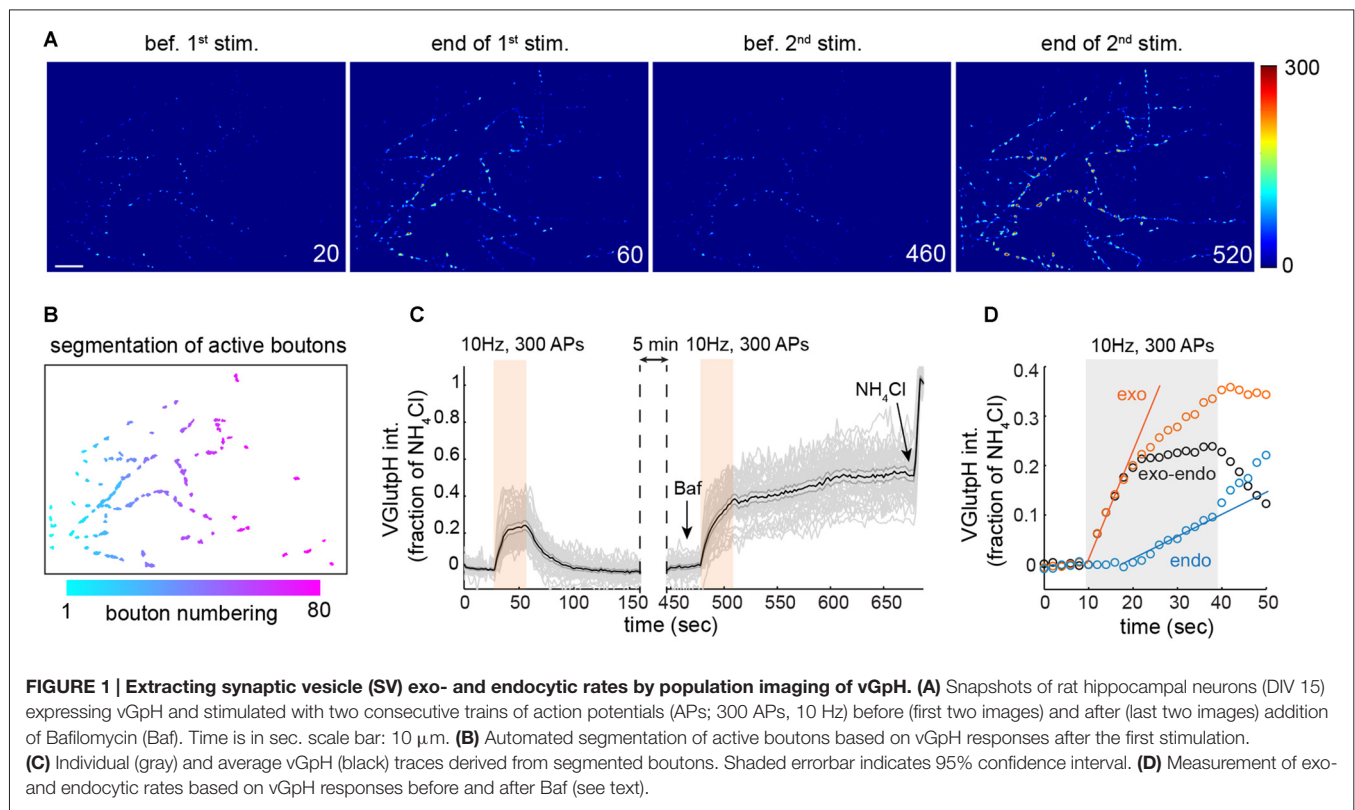 A
bef. 1st stim.
end of 1st stim.
bef. 2nd stim.
end of 2nd stim.
20
60
460
520
300
0
B
segmentation of active boutons
1
bouton numbering
80
C
10Hz, 300 APs
5 min
10Hz, 300 APs
VGlutpH int.
(fraction of NH4Cl)
1
0.8
0.6
0.4
0.2
0
Baf
NH4Cl
0
50
100
150
450
500
550
600
650
time (sec)
D
10Hz, 300 APs
VGlutpH int.
(fraction of NH4Cl)
0.4
0.3
0.2
0.1
0
exo
exo-endo
endo
0
10
20
30
40
50
time (sec)
FIGURE 1 | Extracting synaptic vesicle (SV) exo- and endocytic rates by population imaging of vGpH. (A) Snapshots of rat hippocampal neurons (DIV 15)
expressing vGpH and stimulated with two consecutive trains of action potentials (APs; 300 APs, 10 Hz) before (first two images) and after (last two images) addition
of Bafilomycin (Baf). Time is in sec. scale bar: 10 μm. (B) Automated segmentation of active boutons based on vGpH responses after the first stimulation.
(C) Individual (gray) and average vGpH (black) traces derived from segmented boutons. Shaded errorbar indicates 95% confidence interval. (D) Measurement of exo-
and endocytic rates based on vGpH responses before and after Baf (see text).